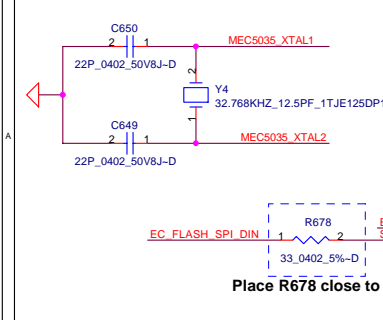 C650
2 1
MEC5035_XTAL1
22P_0402_50V8J~D
2
Y4
32.768KHZ_12.5PF_1TJE125DP1
1
A
C649
2 1
MEC5035_XTAL2
22P_0402_50V8J~D
R678
EC_FLASH_SPI_DIN
1 2
33_0402_5%~D
Place R678 close to